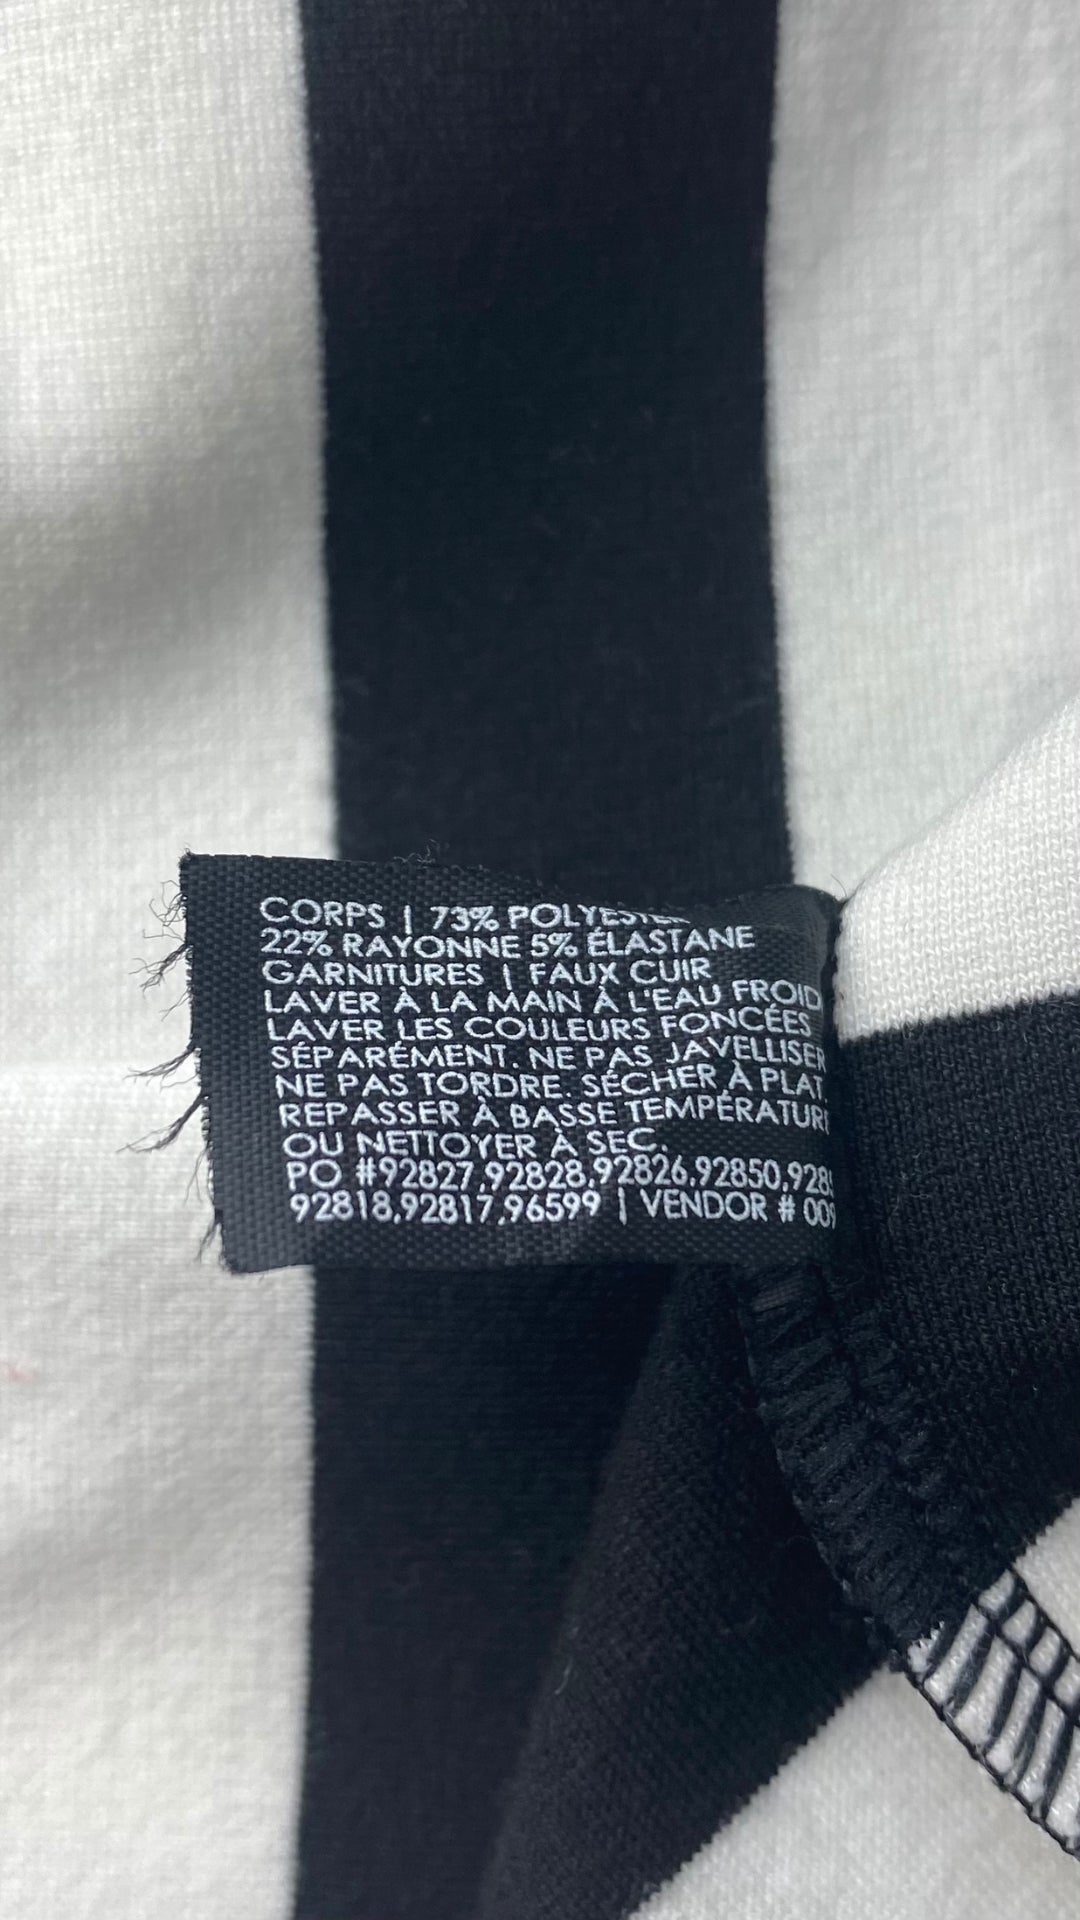 CORPS | 73% POLYESTER
22% RAYONNE 5% ÉLASTANE
GARNITURES | FAUX CUIR
LAVER À LA MAIN À L'EAU FROID
LAVER LES COULEURS FONCÉES
SÉPARÉMENT. NE PAS JAVELLISER
NE PAS TORDRE. SÉCHER À PLAT.
REPASSER À BASSE TEMPÉRATURE
OU NETTOYER À SEC.
PO #92827,92828,92826,92850,928
92818,92817,96599 | VENDOR # 009